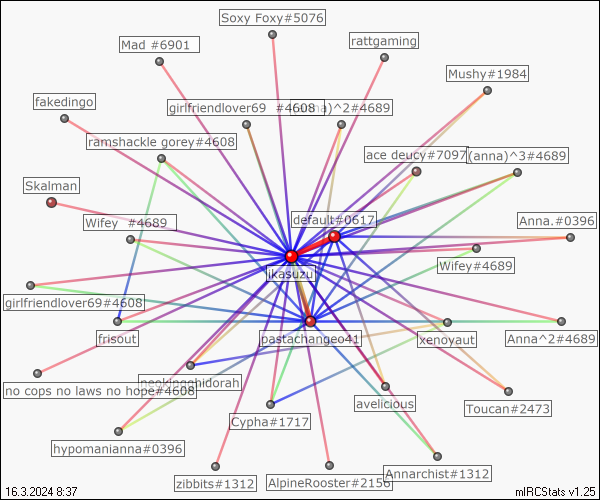 Soxy Foxy#5076
Mad #6901
rattgaming
Mushy#1984
fakedingo
girlfriendlover69 #4608
)^2#4689
ramshackle gorey#4608
ace deucy#7097
(anna)^3#4689
Skalman
default#0617
Wifey #4689
Anna.#0396
jikasuzu
Wifey#4689
girlfriendlover69#4608
frisout
pastachangeo41
xenoyaut
Anna^2#4689
neokingghidorah
no cops no laws no hope#4608
avelicious
Toucan#2473
Cypha#1717
hypomanianna#0396
zibbits#1312
AlpineRooster#2156
Annarchist#1312
16.3.2024 8:37
mIRCStats v1.25